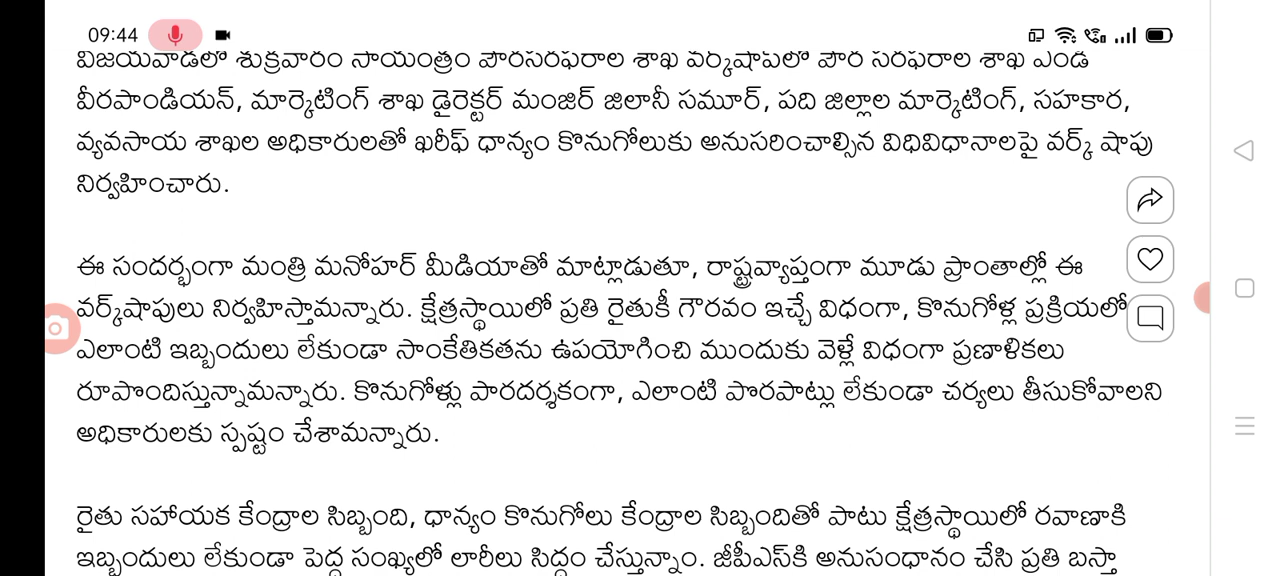 09:44
విజయవాడలో శుక్రవారం సాయంత్రం పౌరసరఫరాల శాఖ వర్క్‌షాపులో పౌర సరఫరాల శాఖ ఎండీ
వీరపాండియన్, మార్కెటింగ్ శాఖ డైరెక్టర్ మంజిర్ జిలానీ సమూర్, పది జిల్లాల మార్కెటింగ్, సహకార,
వ్యవసాయ శాఖల అధికారులతో ఖరీఫ్ ధాన్యం కొనుగోలుకు అనుసరించాల్సిన విధివిధానాలపై వర్క్ షాపు
నిర్వహించారు.
ఈ సందర్భంగా మంత్రి మనోహర్ మీడియాతో మాట్లాడుతూ, రాష్ట్రవ్యాప్తంగా మూడు ప్రాంతాల్లో ఈ
వర్క్‌షాపులు నిర్వహిస్తామన్నారు. క్షేత్రస్థాయిలో ప్రతి రైతుకీ గౌరవం ఇచ్చే విధంగా, కొనుగోళ్ల ప్రక్రియలో
ఎలాంటి ఇబ్బందులు లేకుండా సాంకేతికతను ఉపయోగించి ముందుకు వెళ్లే విధంగా ప్రణాళికలు
రూపొందిస్తున్నామన్నారు. కొనుగోళ్లు పారదర్శకంగా, ఎలాంటి పొరపాట్లు లేకుండా చర్యలు తీసుకోవాలని
అధికారులకు స్పష్టం చేశామన్నారు.
రైతు సహాయక కేంద్రాల సిబ్బంది, ధాన్యం కొనుగోలు కేంద్రాల సిబ్బందితో పాటు క్షేత్రస్థాయిలో రవాణాకి
ఇబ్బందులు లేకుండా పెద్ద సంఖ్యలో లారీలు సిద్ధం చేస్తున్నాం. జీపీఎస్‌కి అనుసంధానం చేసి ప్రతి బస్తా